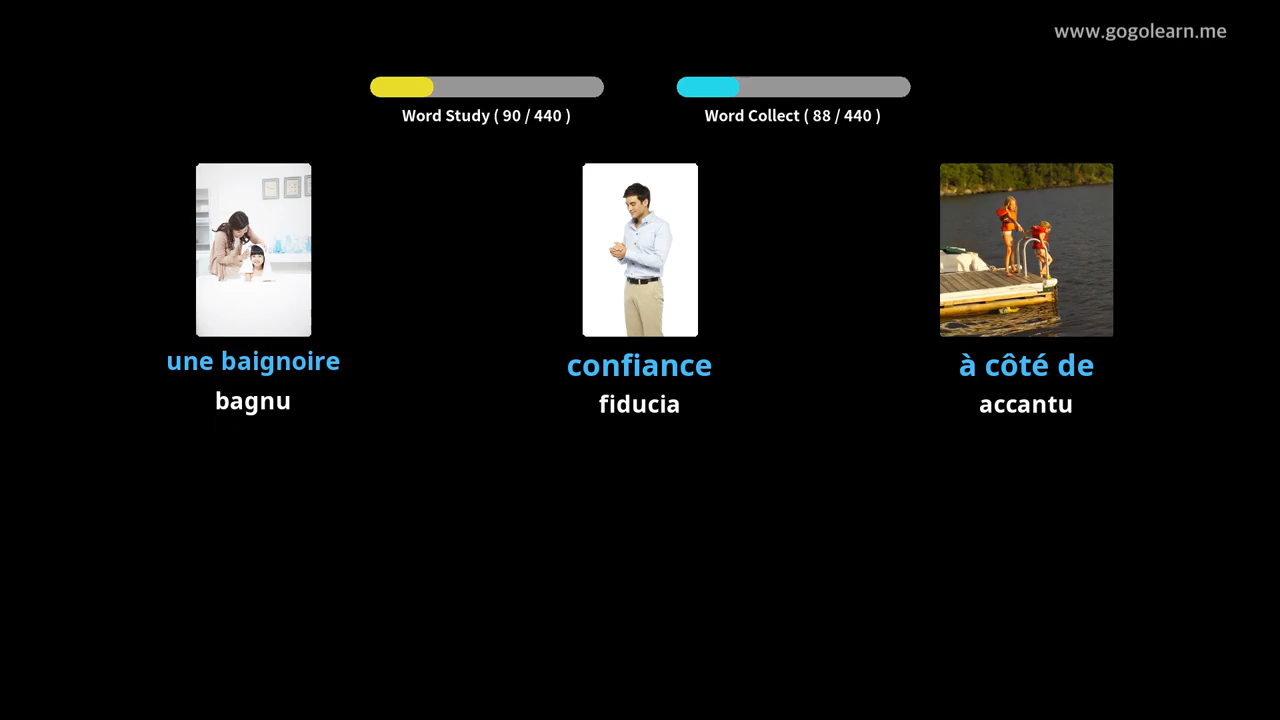 www.gogolearn.me
Word Study ( 90 / 440 )
Word Collect ( 88 / 440 )
une baignoire
bagnu
confiance
fiducia
à côté de
accantu